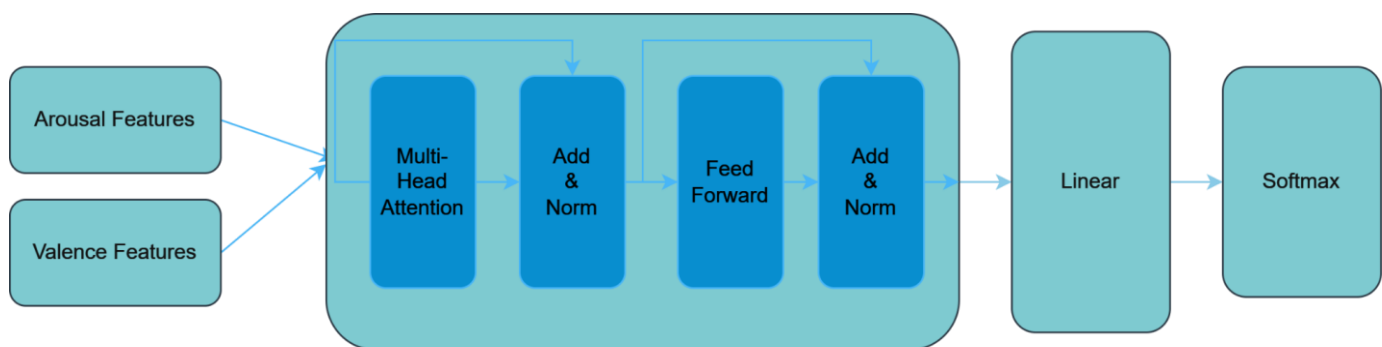 Arousal Features
Valence Features
Multi-
Head
Attention
Add
&
Norm
Feed
Forward
Add
&
Norm
Linear
Softmax